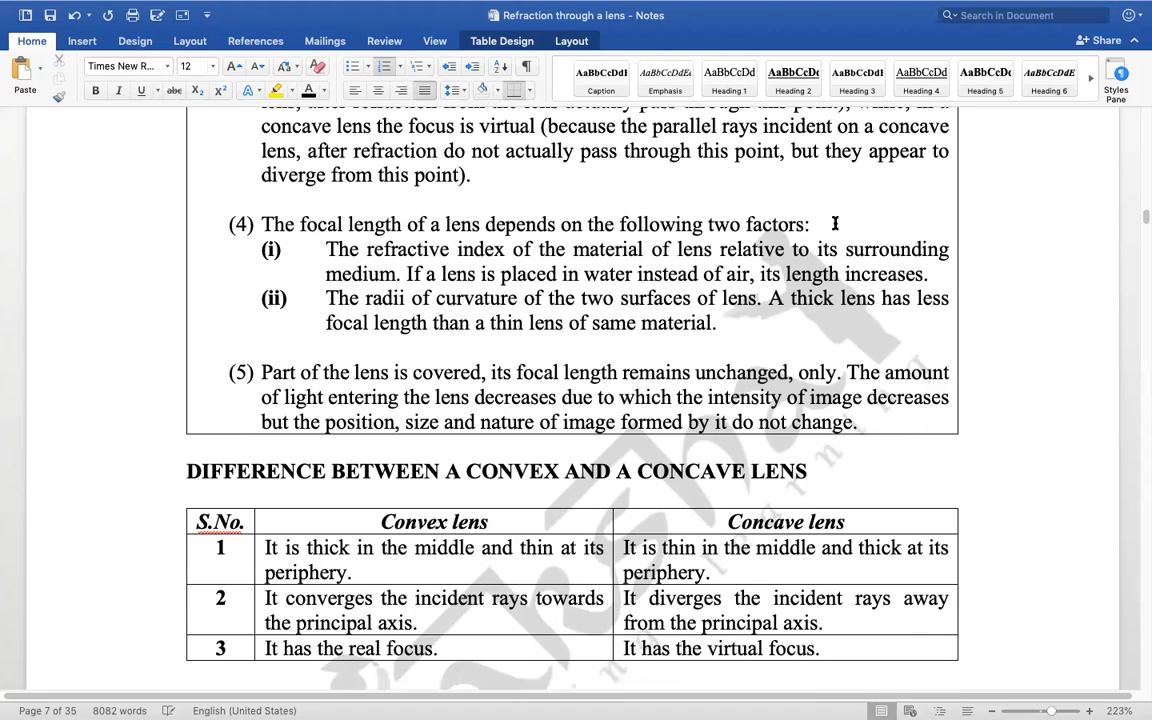 Refraction through a lens - Notes
Search in Document
Home Insert Design Layout References Mailings Review View Table Design Layout Share
Paste
Times New R... 12
AaBbCcDdI AaBbCcDdEe AaBbCcDd AaBbCcDc AaBbCcDdI AaBbCcDd AaBbCcDd AaBbCcDdE
Caption Emphasis Heading 1 Heading 2 Heading 3 Heading 4 Heading 5 Heading 6 Styles Pane
concave lens the focus is virtual (because the parallel rays incident on a concave
lens, after refraction do not actually pass through this point, but they appear to
diverge from this point).
(4) The focal length of a lens depends on the following two factors:
(i) The refractive index of the material of lens relative to its surrounding
medium. If a lens is placed in water instead of air, its length increases.
(ii) The radii of curvature of the two surfaces of lens. A thick lens has less
focal length than a thin lens of same material.
(5) Part of the lens is covered, its focal length remains unchanged, only. The amount
of light entering the lens decreases due to which the intensity of image decreases
but the position, size and nature of image formed by it do not change.
DIFFERENCE BETWEEN A CONVEX AND A CONCAVE LENS
S.No. Convex lens Concave lens
1 It is thick in the middle and thin at its It is thin in the middle and thick at its
periphery. periphery.
2 It converges the incident rays towards It diverges the incident rays away
the principal axis. from the principal axis.
3 It has the real focus. It has the virtual focus.
Page 7 of 35 8082 words English (United States) 223%